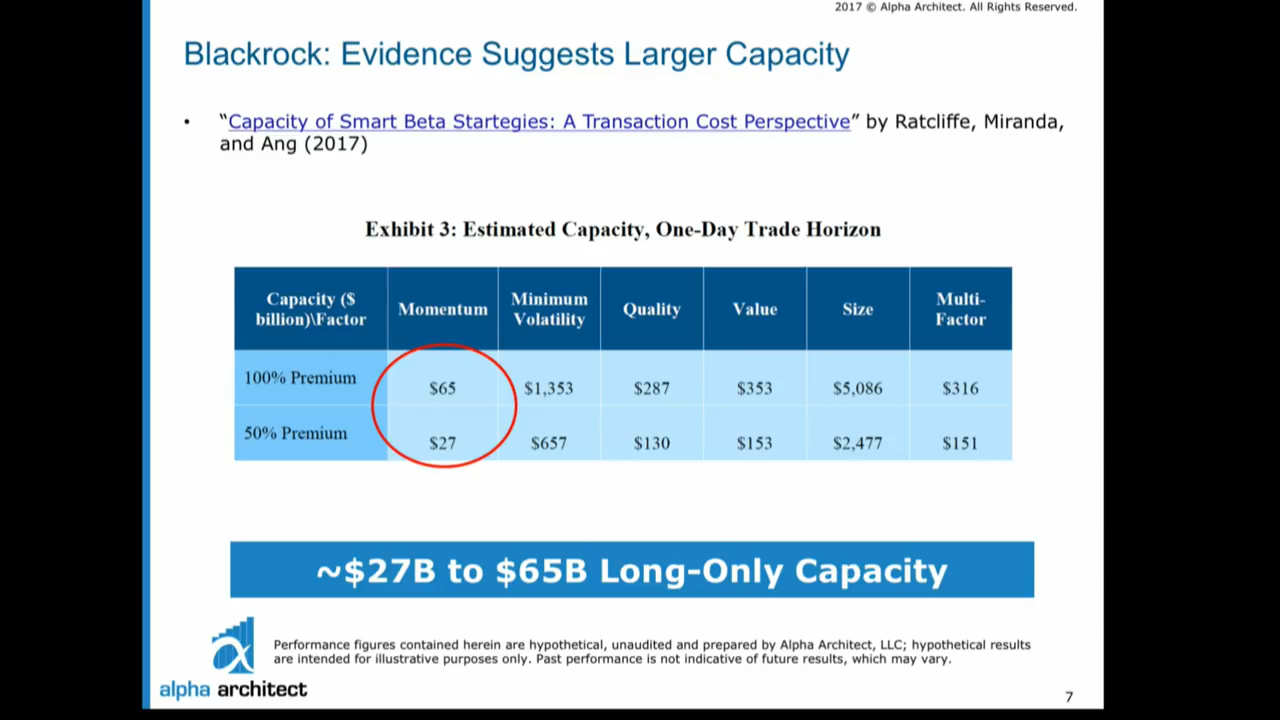 2017 © Alpha Architect. All Rights Reserved.
Blackrock: Evidence Suggests Larger Capacity
• “Capacity of Smart Beta Startegies: A Transaction Cost Perspective” by Ratcliffe, Miranda,
and Ang (2017)
Exhibit 3: Estimated Capacity, One-Day Trade Horizon
Capacity ($ billion)\Factor Momentum Minimum Volatility Quality Value Size Multi-Factor
100% Premium $65 $1,353 $287 $353 $5,086 $316
50% Premium $27 $657 $130 $153 $2,477 $151
~$27B to $65B Long-Only Capacity
Performance figures contained herein are hypothetical, unaudited and prepared by Alpha Architect, LLC; hypothetical results
are intended for illustrative purposes only. Past performance is not indicative of future results, which may vary.
alpha architect
7